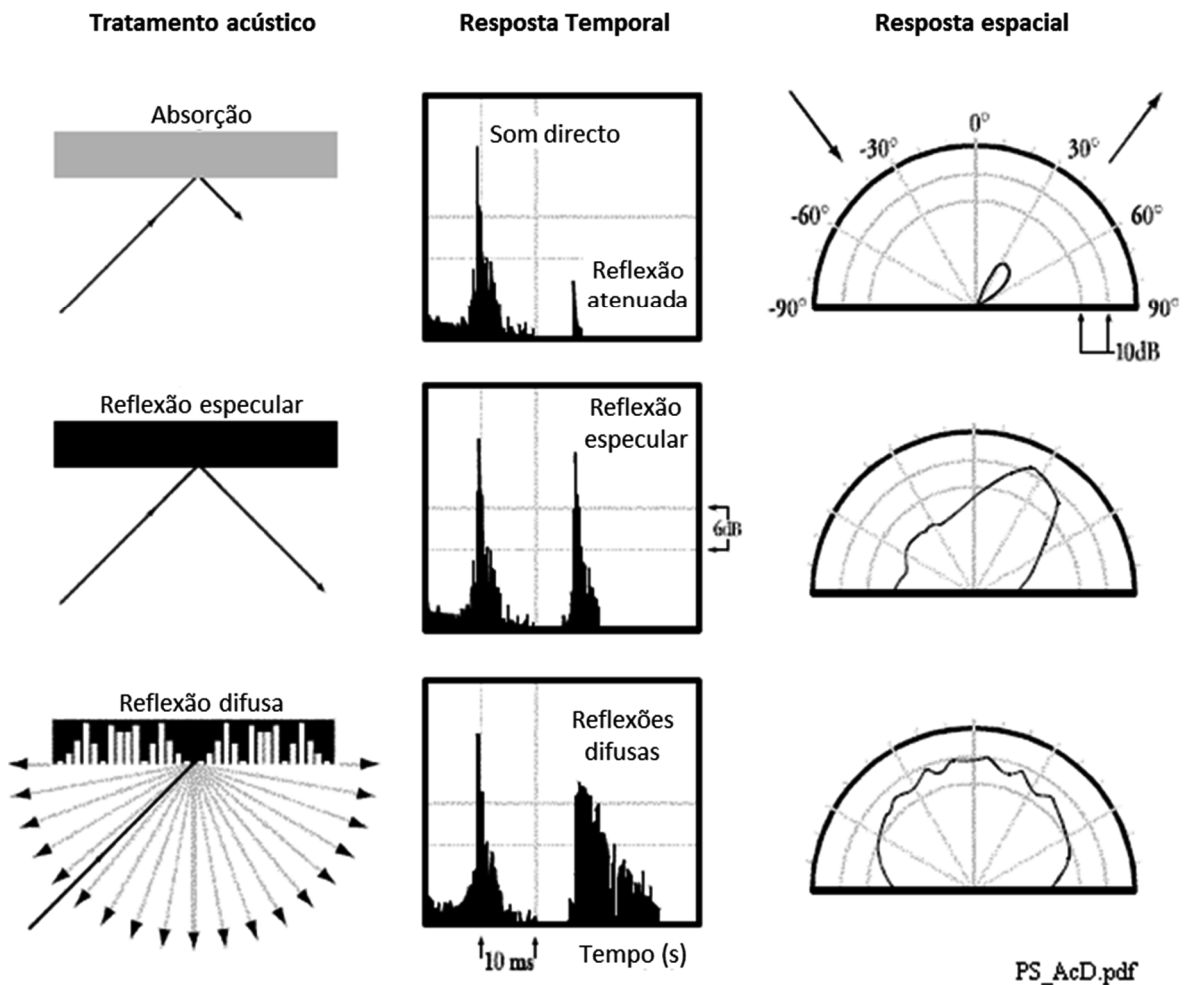 Tratamento acústico
Resposta Temporal
Resposta espacial
Absorção
Som directo
Reflexão
atenuada
-90°
-60°
-30°
0°
30°
60°
90°
10dB
Reflexão especular
Reflexão
especular
6dB
Reflexão difusa
Reflexões
difusas
10 ms
Tempo (s)
PS_AcD.pdf